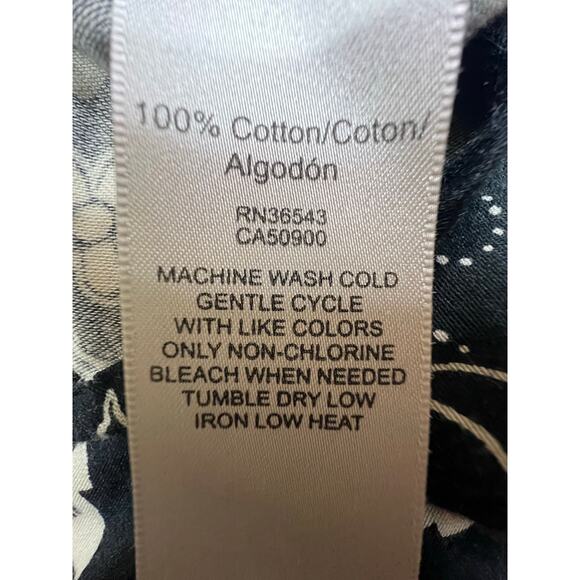 100% Cotton/Coton/
Algodón
RN36543
CA50900
MACHINE WASH COLD
GENTLE CYCLE
WITH LIKE COLORS
ONLY NON-CHLORINE
BLEACH WHEN NEEDED
TUMBLE DRY LOW
IRON LOW HEAT